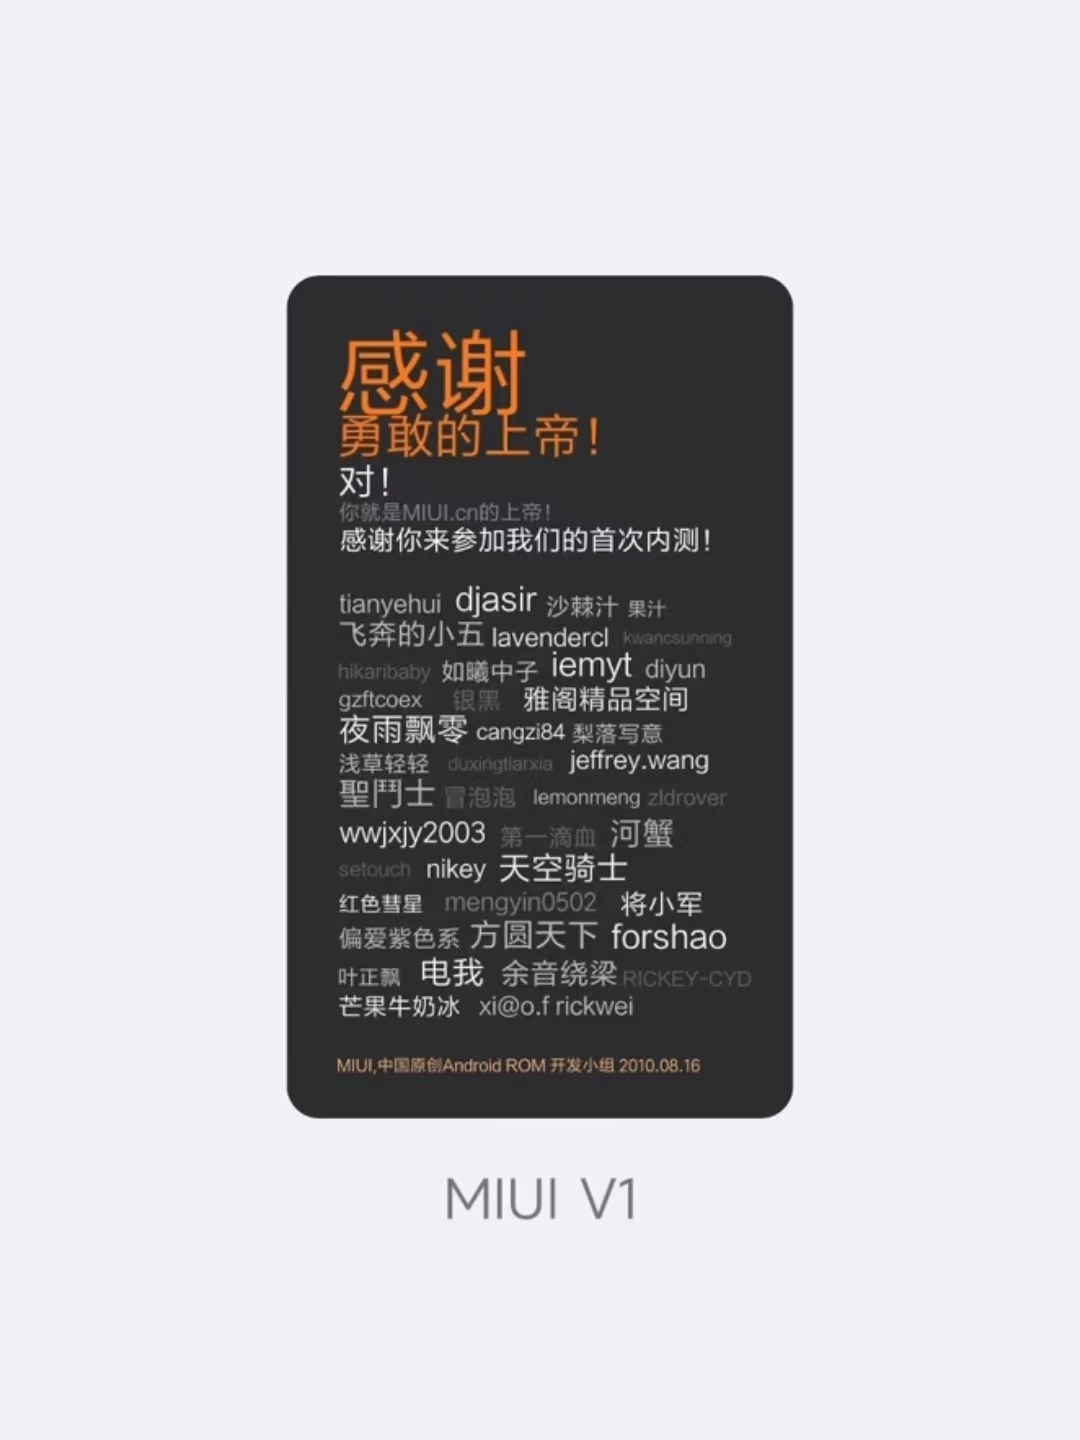 感谢
勇敢的上帝！
对！
你就是MIUI.cn的上帝！
感谢你来参加我们的首次内测！
tianyehui djasir 沙棘汁 果汁
飞奔的小五 lavendercl kwancsunning
hikaribaby 如曦中子 iemyt diyun
gzftcoex 银黑 雅阁精品空间
夜雨飘零 cangzi84 梨落写意
浅草轻轻 duxingtiarxia jeffrey.wang
聖鬥士 冒泡泡 lemonmeng zldrover
wwjxjy2003 第一滴血 河蟹
setouch nikey 天空骑士
红色彗星 mengyin0502 将小军
偏爱紫色系 方圆天下 forshao
叶正飘 电我 余音绕梁 RICKEY-CYD
芒果牛奶冰 xi@o.f rickwei
MIUI,中国原创Android ROM 开发小组 2010.08.16
MIUI V1